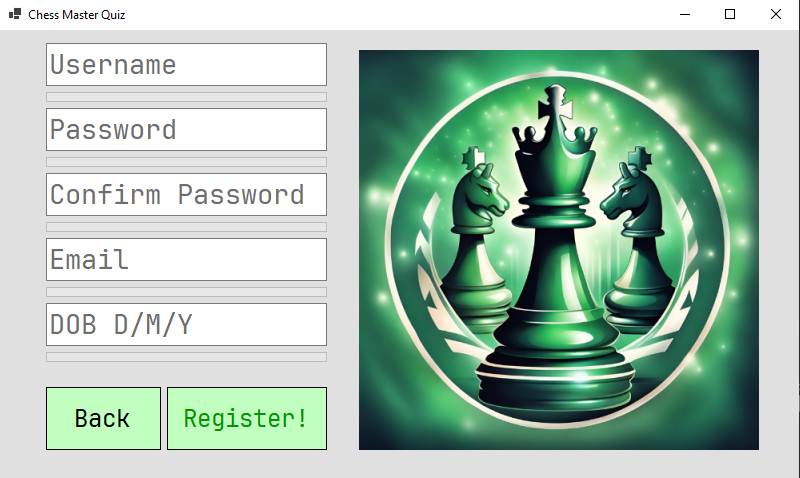 Chess Master Quiz
Username
Password
Confirm Password
Email
DOB D/M/Y
Back
Register!